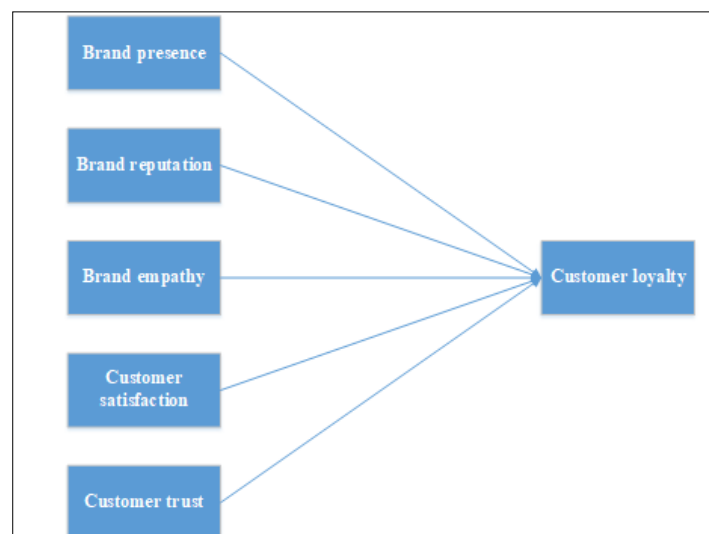 Brand presence
Brand reputation
Brand empathy
Customer loyalty
Customer
satisfaction
Customer trust